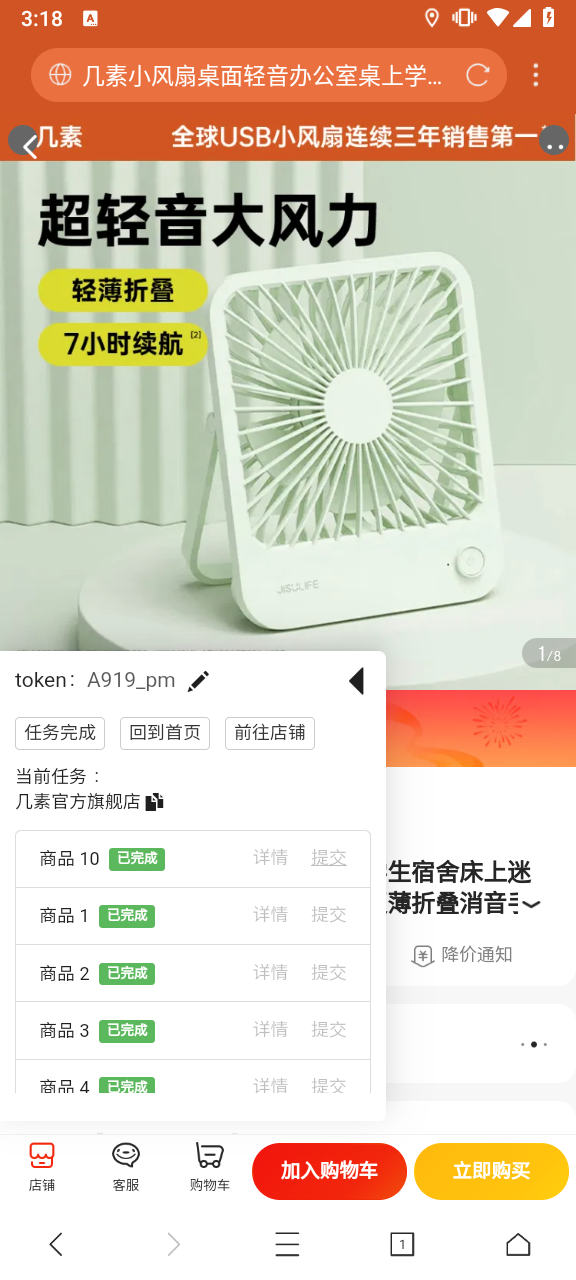 3:18
A
几素小风扇桌面轻音办公室桌上学...
几素
全球USB小风扇连续三年销售第一
超轻音大风力
轻薄折叠
7小时续航[2]
JISULIFE
1/8
token： A919_pm
任务完成 回到首页 前往店铺
当前任务：
几素官方旗舰店
商品 10 已完成 详情 提交
商品 1 已完成 详情 提交
商品 2 已完成 详情 提交
商品 3 已完成 详情 提交
商品 4 已完成 详情 提交
生宿舍床上迷
薄折叠消音手
降价通知
店铺 客服 购物车 加入购物车 立即购买
1